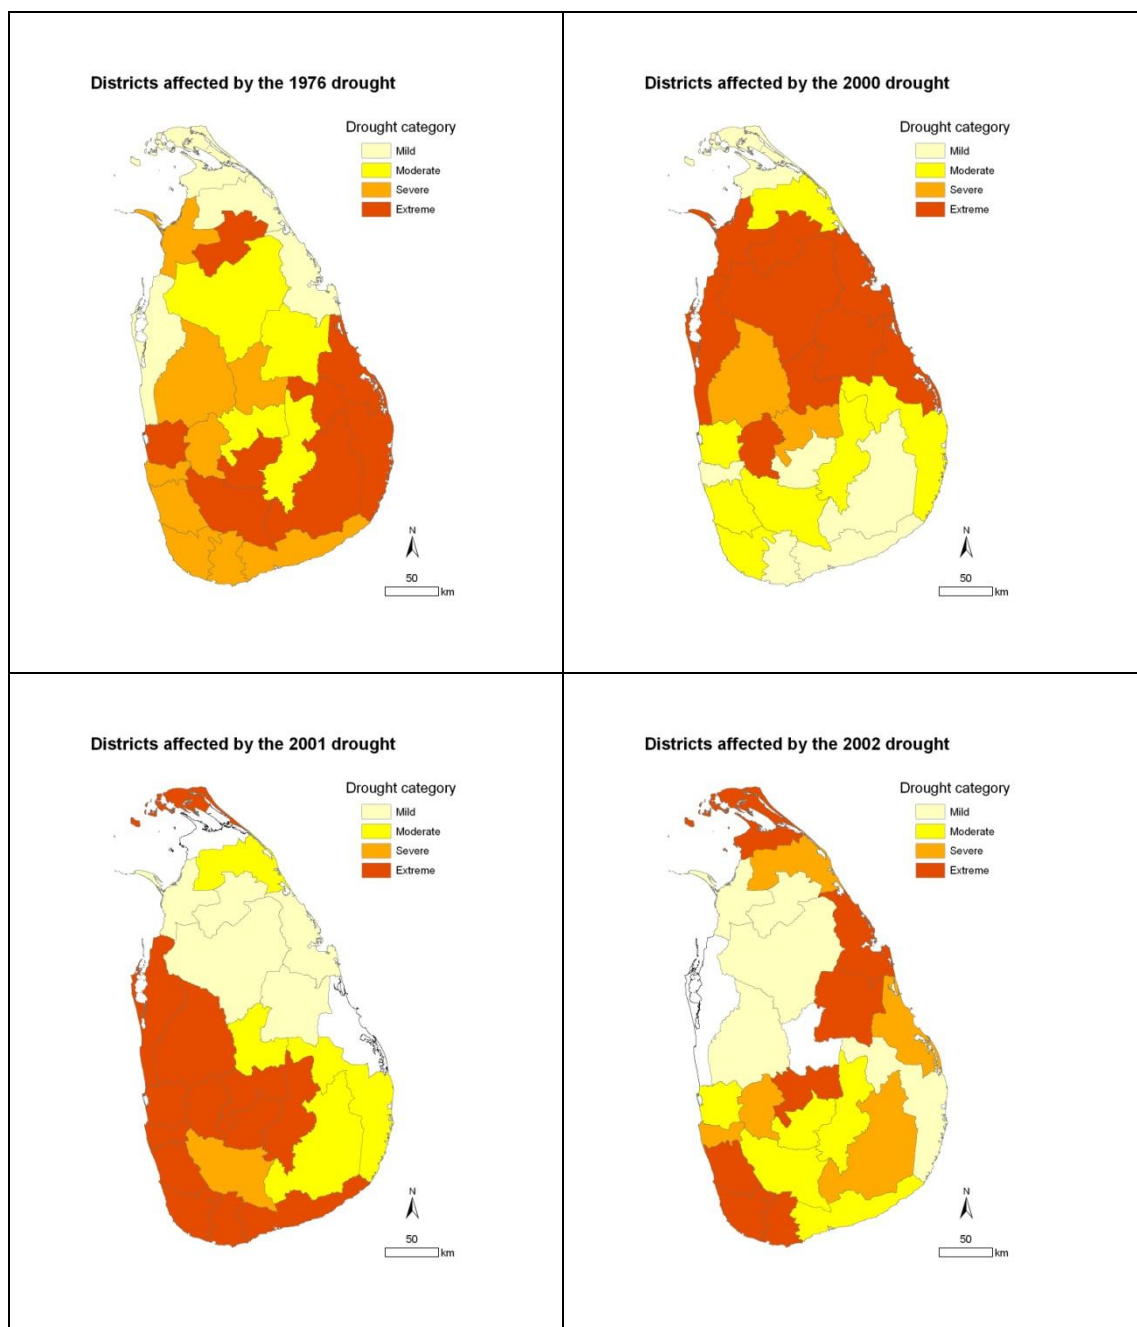 Districts affected by the 1976 drought
Drought category
Mild
Moderate
Severe
Extreme
N
50
km
Districts affected by the 2000 drought
Drought category
Mild
Moderate
Severe
Extreme
N
50
km
Districts affected by the 2001 drought
Drought category
Mild
Moderate
Severe
Extreme
N
50
km
Districts affected by the 2002 drought
Drought category
Mild
Moderate
Severe
Extreme
N
50
km